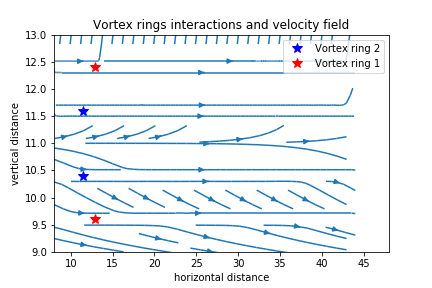 Vortex rings interactions and velocity field
13.0
12.5
12.0
11.5
11.0
10.5
10.0
9.5
9.0
vertical distance
Vortex ring 2
Vortex ring 1
10 15 20 25 30 35 40 45
horizontal distance